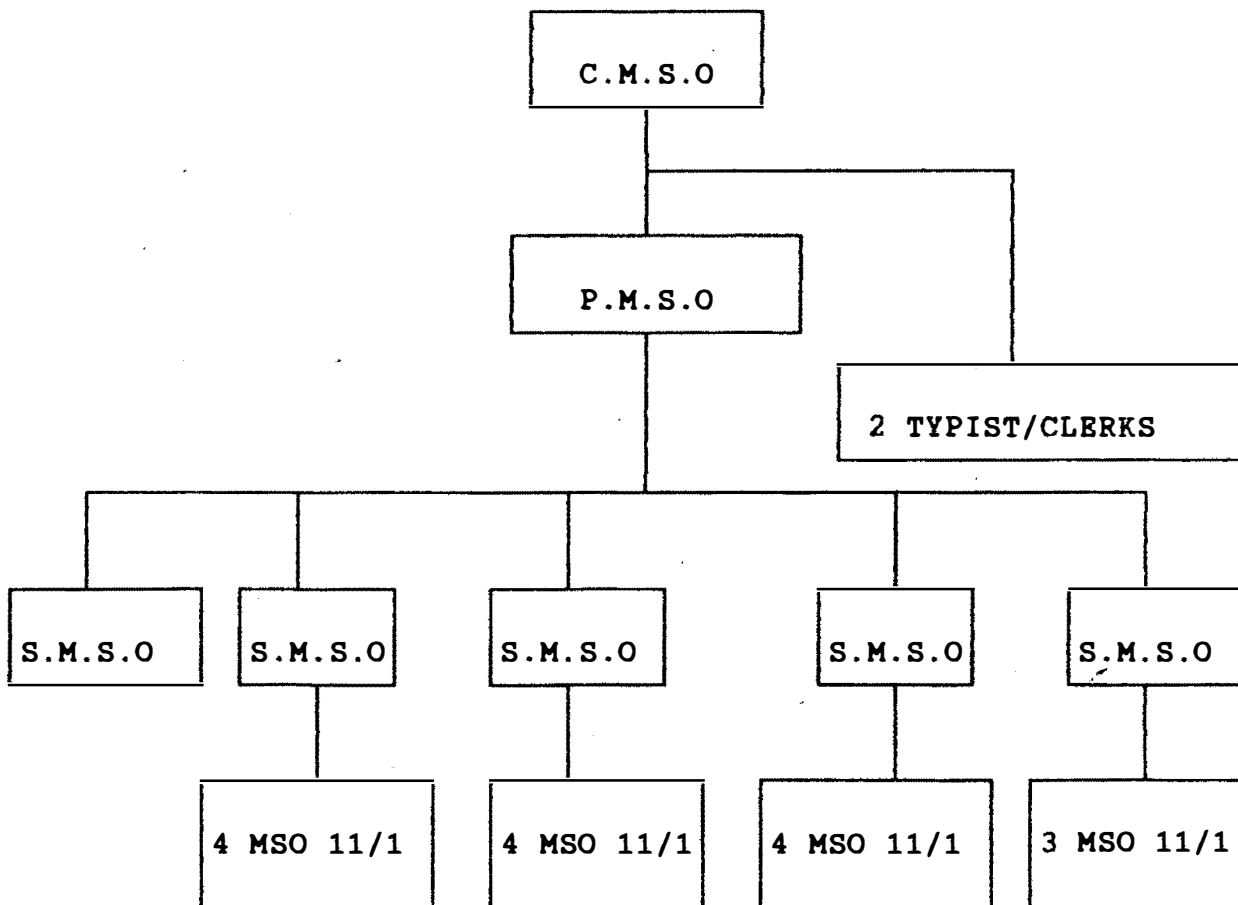 C.M.S.O
P.M.S.O
2 TYPIST/CLERKS
S.M.S.O
S.M.S.O
S.M.S.O
S.M.S.O
S.M.S.O
4 MSO 11/1
4 MSO 11/1
4 MSO 11/1
3 MSO 11/1